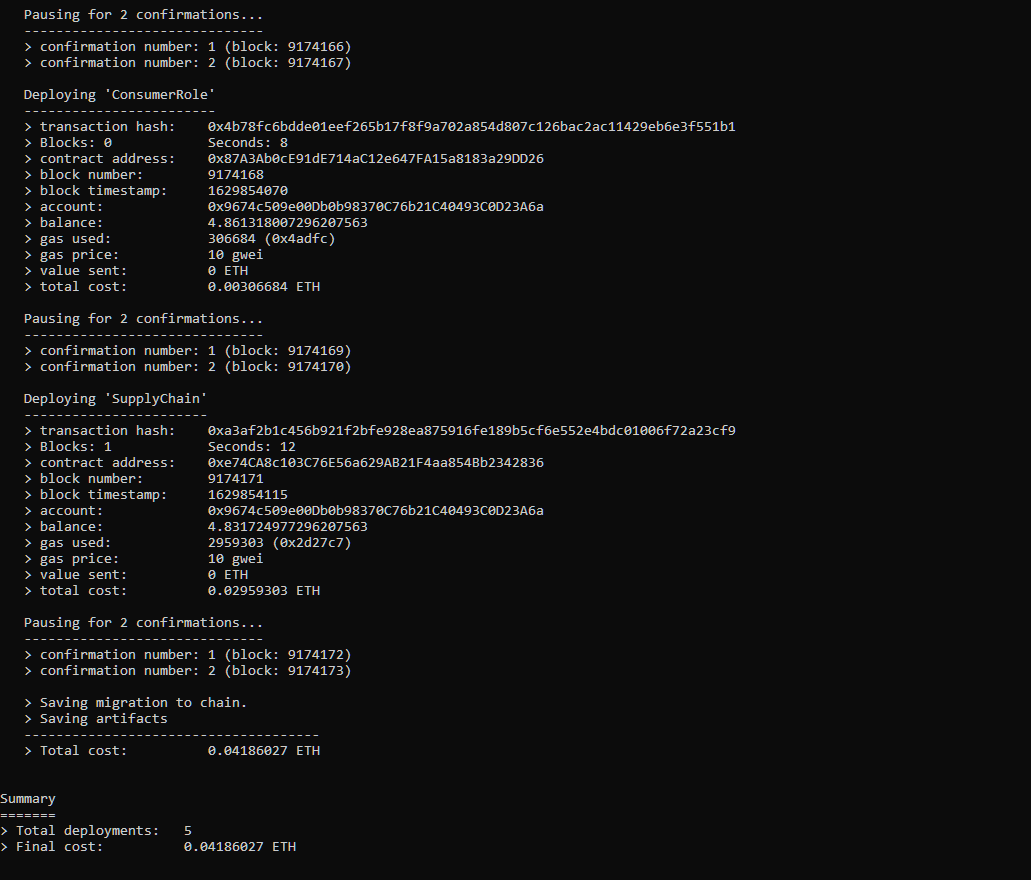 Pausing for 2 confirmations...
------------------------------
> confirmation number: 1 (block: 9174166)
> confirmation number: 2 (block: 9174167)
Deploying 'ConsumerRole'
------------------------
> transaction hash:    0x4b78fc6bdde01eef265b17f8f9a702a854d807c126bac2ac11429eb6e3f551b1
> Blocks: 0            Seconds: 8
> contract address:    0x87A3Ab0cE91dE714aC12e647FA15a8183a29DD26
> block number:        9174168
> block timestamp:     1629854070
> account:             0x9674c509e00Db0b98370C76b21C40493C0D23A6a
> balance:             4.861318007296207563
> gas used:            306684 (0x4adfc)
> gas price:           10 gwei
> value sent:          0 ETH
> total cost:          0.00306684 ETH
Pausing for 2 confirmations...
------------------------------
> confirmation number: 1 (block: 9174169)
> confirmation number: 2 (block: 9174170)
Deploying 'SupplyChain'
-----------------------
> transaction hash:    0xa3af2b1c456b921f2bfe928ea875916fe189b5cf6e552e4bdc01006f72a23cf9
> Blocks: 1            Seconds: 12
> contract address:    0xe74CA8c103C76E56a629AB21F4aa854Bb2342836
> block number:        9174171
> block timestamp:     1629854115
> account:             0x9674c509e00Db0b98370C76b21C40493C0D23A6a
> balance:             4.831724977296207563
> gas used:            2959303 (0x2d27c7)
> gas price:           10 gwei
> value sent:          0 ETH
> total cost:          0.02959303 ETH
Pausing for 2 confirmations...
------------------------------
> confirmation number: 1 (block: 9174172)
> confirmation number: 2 (block: 9174173)
> Saving migration to chain.
> Saving artifacts
-------------------------------------
> Total cost:          0.04186027 ETH
Summary
=======
> Total deployments:   5
> Final cost:          0.04186027 ETH